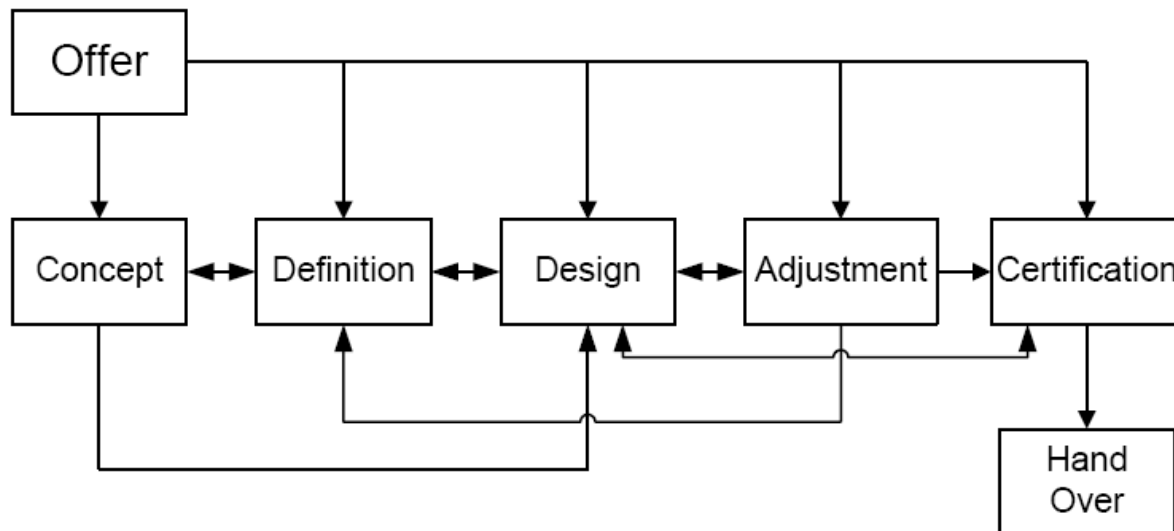 Offer
Concept
Definition
Design
Adjustment
Certification
Hand
Over